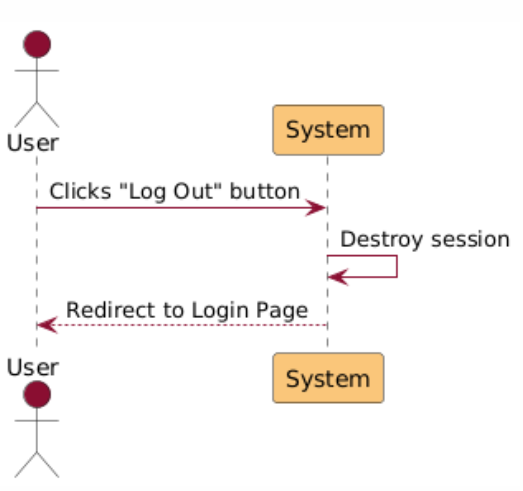 User
System
Clicks "Log Out" button
Destroy session
Redirect to Login Page
User
System